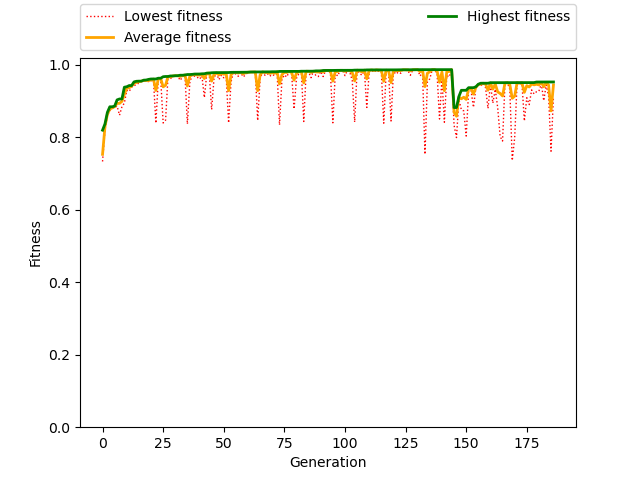 Lowest fitness
Average fitness
Highest fitness
1.0
0.8
0.6
0.4
0.2
0.0
Fitness
0 25 50 75 100 125 150 175
Generation